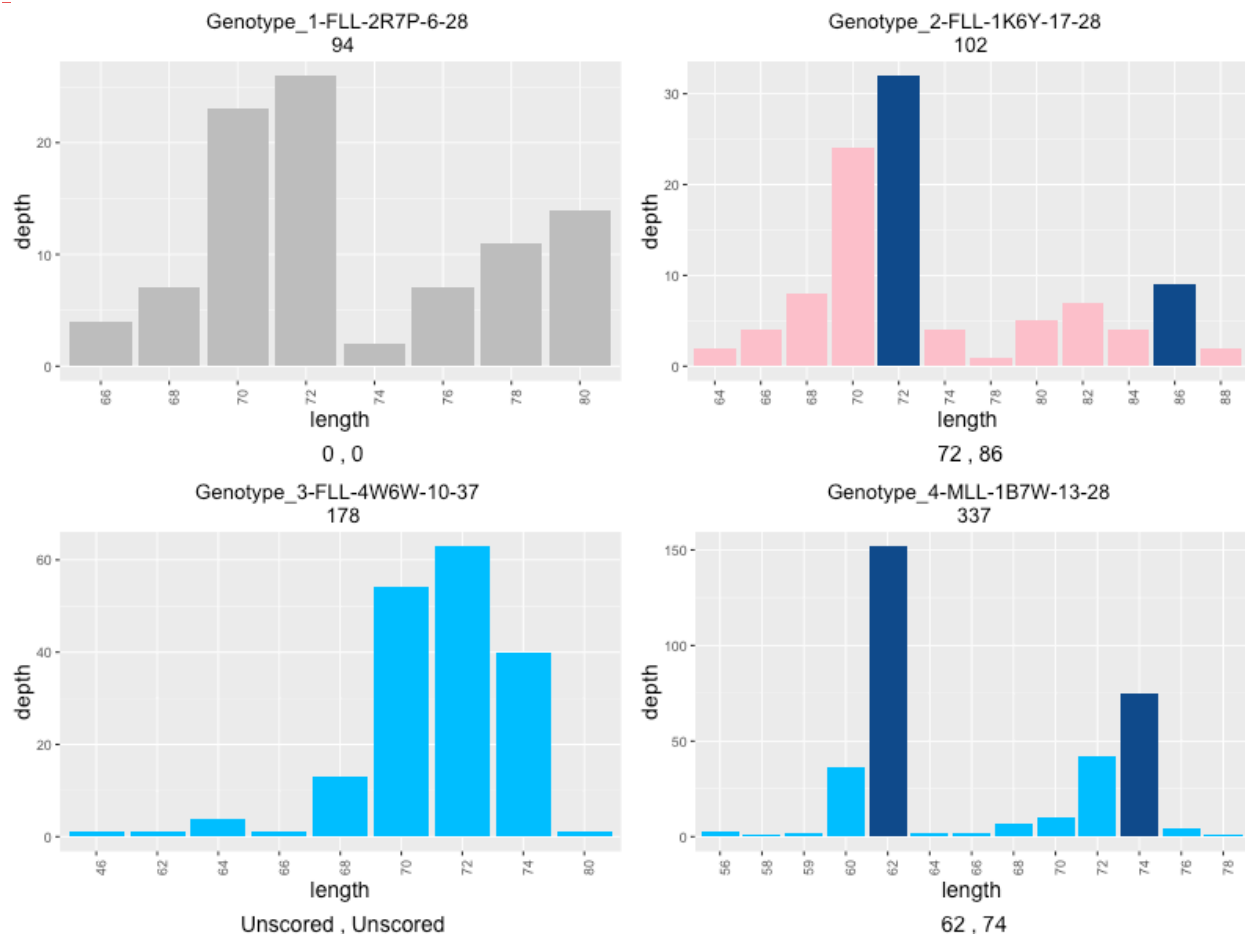 Genotype_1-FLL-2R7P-6-28
94
depth
20
10
0
66 68 70 72 74 76 78 80
length
0 , 0
Genotype_2-FLL-1K6Y-17-28
102
depth
30
20
10
0
64 66 68 70 72 74 78 80 82 84 86 88
length
72 , 86
Genotype_3-FLL-4W6W-10-37
178
depth
60
40
20
0
46 62 64 66 68 70 72 74 80
length
Unscored , Unscored
Genotype_4-MLL-1B7W-13-28
337
depth
150
100
50
0
56 58 59 60 62 64 66 68 70 72 74 76 78
length
62 , 74